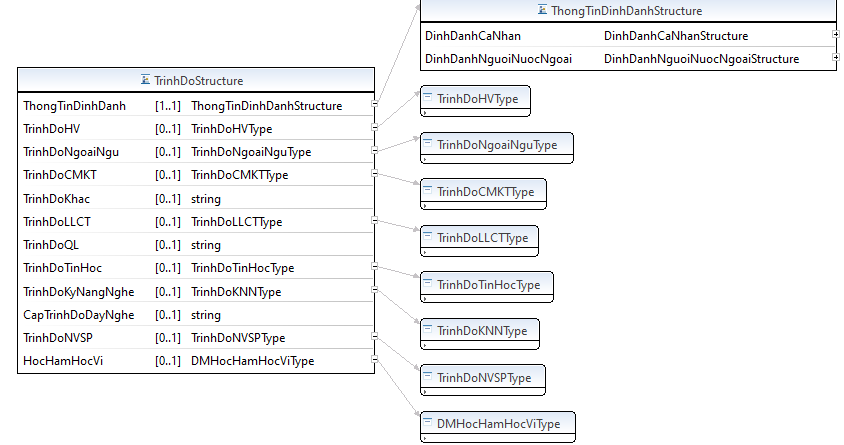 ThongTinDinhDanhStructure
DinhDanhCaNhan DinhDanhCaNhanStructure
DinhDanhNguoiNuocNgoai DinhDanhNguoiNuocNgoaiStructure
TrinhDoStructure
ThongTinDinhDanh [1..1] ThongTinDinhDanhStructure
TrinhDoHV [0..1] TrinhDoHVType
TrinhDoNgoaiNgu [0..1] TrinhDoNgoaiNguType
TrinhDoCMKT [0..1] TrinhDoCMKTType
TrinhDoKhac [0..1] string
TrinhDoLLCT [0..1] TrinhDoLLCTType
TrinhDoQL [0..1] string
TrinhDoTinHoc [0..1] TrinhDoTinHocType
TrinhDoKyNangNghe [0..1] TrinhDoKNNType
CapTrinhDoDayNghe [0..1] string
TrinhDoNVSP [0..1] TrinhDoNVSPType
HocHamHocVi [0..1] DMHocHamHocViType
TrinhDoHVType
TrinhDoNgoaiNguType
TrinhDoCMKTType
TrinhDoLLCTType
TrinhDoTinHocType
TrinhDoKNNType
TrinhDoNVSPType
DMHocHamHocViType